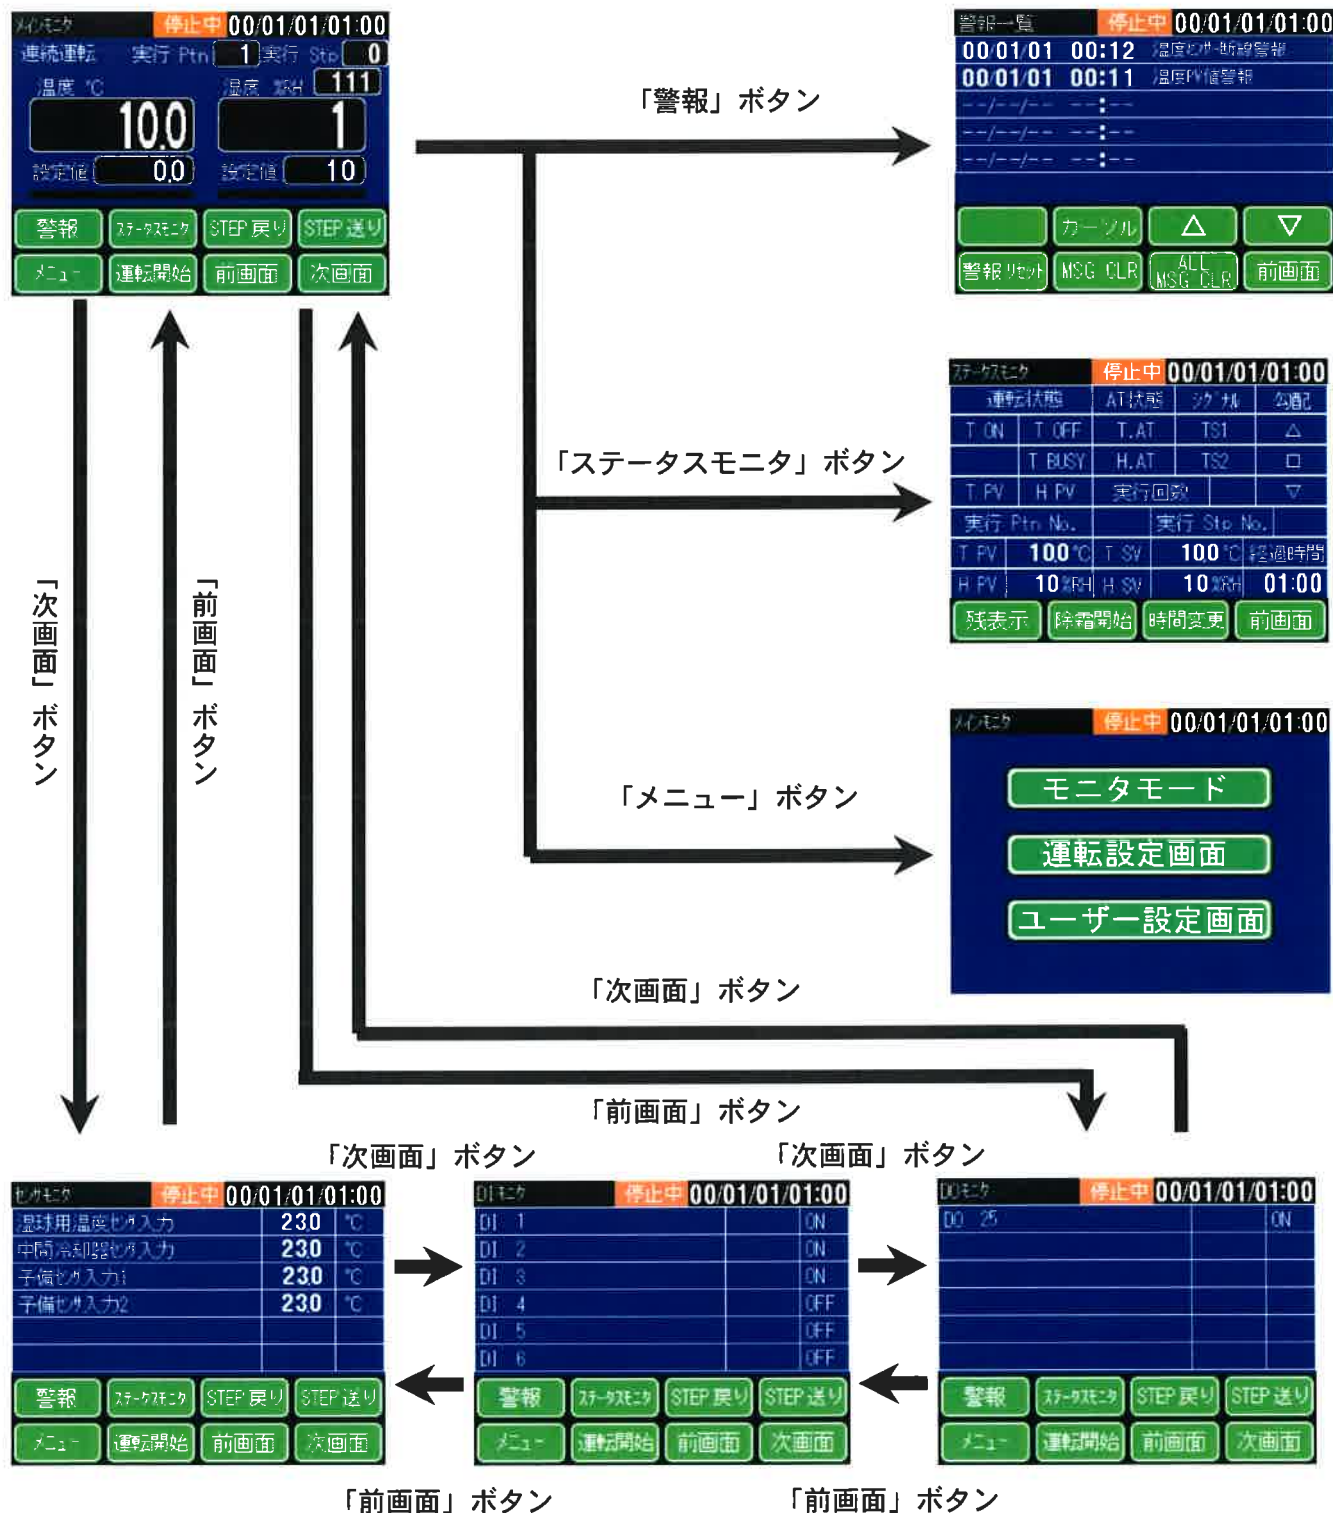 メインモニタ 停止中 00/01/01/01:00
連続運転 実行 Ptn 1 実行 Stp 0
温度 ℃ 湿度 %RH 111
10.0 1
設定値 0.0 設定値 10
警報 ステータスモニタ STEP 戻り STEP 送り
メニュー 運転開始 前画面 次画面
「警報」ボタン
警報一覧 停止中 00/01/01/01:00
00/01/01 00:12 温度センサー断線警報
00/01/01 00:11 温度PV値警報
--/--/-- --:--
--/--/-- --:--
--/--/-- --:--
カーソル △ ▽
警報リセット MSG CLR ALL MSG CLR 前画面
「ステータスモニタ」ボタン
ステータスモニタ 停止中 00/01/01/01:00
運転状態 AT状態 シグナル 勾配
T ON T OFF T.AT TS1 △
T BUSY H.AT TS2 □
T PV H PV 実行回数 ▽
実行 Ptn No. 実行 Stp No.
T PV 10.0 ℃ T SV 10.0 ℃ 経過時間
H PV 10 %RH H SV 10 %RH 01:00
残表示 除霜開始 時間変更 前画面
「メニュー」ボタン
メインモニタ 停止中 00/01/01/01:00
モニタモード
運転設定画面
ユーザー設定画面
「次画面」ボタン
「前画面」ボタン
「次画面」ボタン
「前画面」ボタン
「次画面」ボタン
「次画面」ボタン
センサモニタ 停止中 00/01/01/01:00
湿球用温度センサ入力 23.0 ℃
中間冷却器センサ入力 23.0 ℃
予備センサ入力1 23.0 ℃
予備センサ入力2 23.0 ℃
警報 ステータスモニタ STEP 戻り STEP 送り
メニュー 運転開始 前画面 次画面
DIモニタ 停止中 00/01/01/01:00
DI 1 ON
DI 2 ON
DI 3 ON
DI 4 OFF
DI 5 OFF
DI 6 OFF
警報 ステータスモニタ STEP 戻り STEP 送り
メニュー 運転開始 前画面 次画面
DOモニタ 停止中 00/01/01/01:00
DO 25 ON
警報 ステータスモニタ STEP 戻り STEP 送り
メニュー 運転開始 前画面 次画面
「前画面」ボタン
「前画面」ボタン